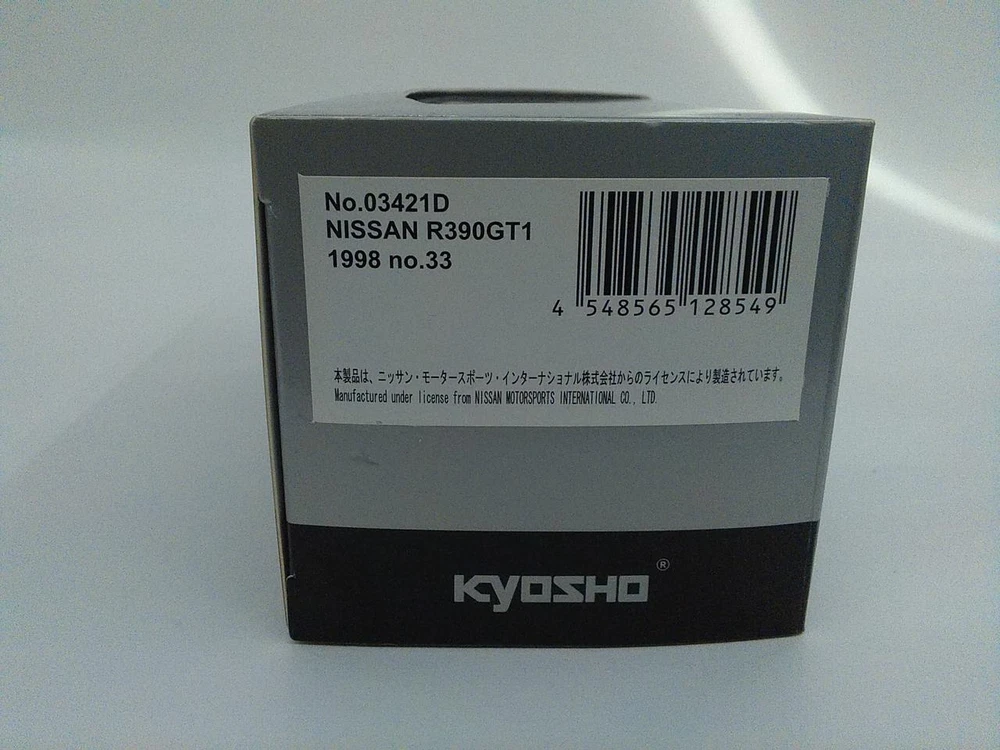 No.03421D
NISSAN R390GT1
1998 no.33
4 548565 128549
本製品は、ニッサン・モータースポーツ・インターナショナル株式会社からのライセンスにより製造されています。
Manufactured under license from NISSAN MOTORSPORTS INTERNATIONAL CO., LTD.
KYOSHO®